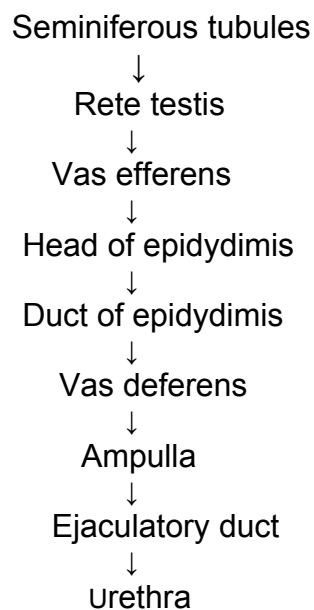 Seminiferous tubules
↓
Rete testis
↓
Vas efferens
↓
Head of epidydimis
↓
Duct of epidydimis
↓
Vas deferens
↓
Ampulla
↓
Ejaculatory duct
↓
Urethra